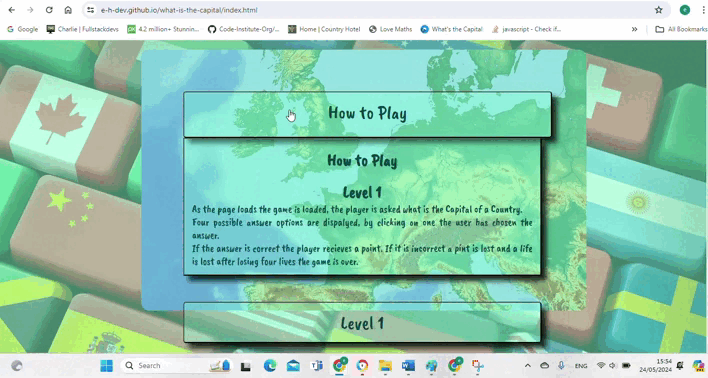 e-h-dev.github.io/what-is-the-capital/index.html
e
Google
Charlie | Fullstackdevs
4.2 million+ Stunnin...
Code-Institute-Org/...
Home | Country Hotel
Love Maths
What's the Capital
javascript - Check if...
»
All Bookmarks
How to Play
How to Play
Level 1
As the page loads the game is loaded, the player is asked what is the Capital of a Country.
Four possible answer options are dispalyed, by clicking on one the user has chosen the
answer.
If the answer is correct the player recieves a point. If it is incorrect a pint is lost and a life
is lost after losing four lives the game is over.
Level 1
Search
ENG
15:54
24/05/2024